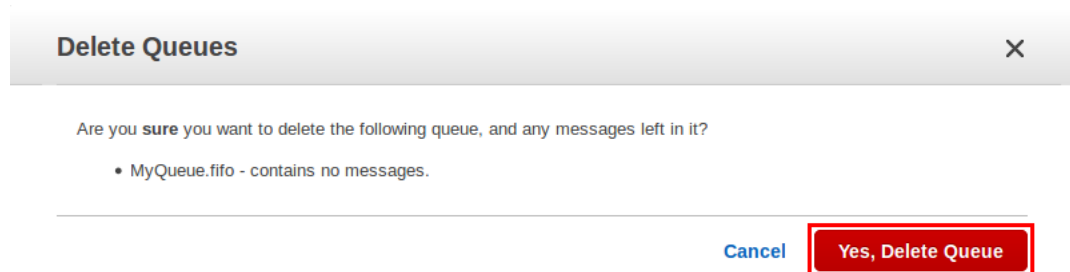 Delete Queues
Are you sure you want to delete the following queue, and any messages left in it?
• MyQueue.fifo - contains no messages.
Cancel Yes, Delete Queue